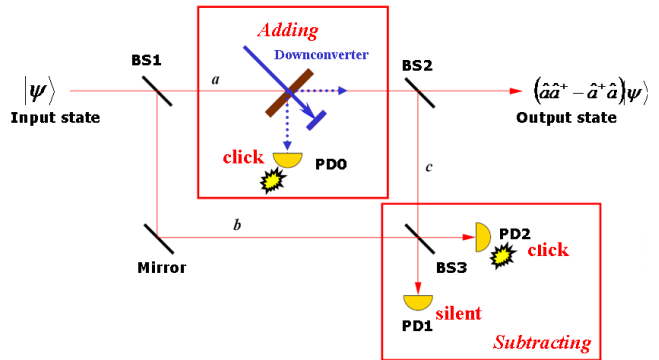 Adding
Downconverter
BS1
a
BS2
|ψ⟩
(ââ⁺ − â⁺â)|ψ⟩
Input state
Output state
click
PD0
c
b
PD2
Mirror
BS3
click
silent
PD1
Subtracting